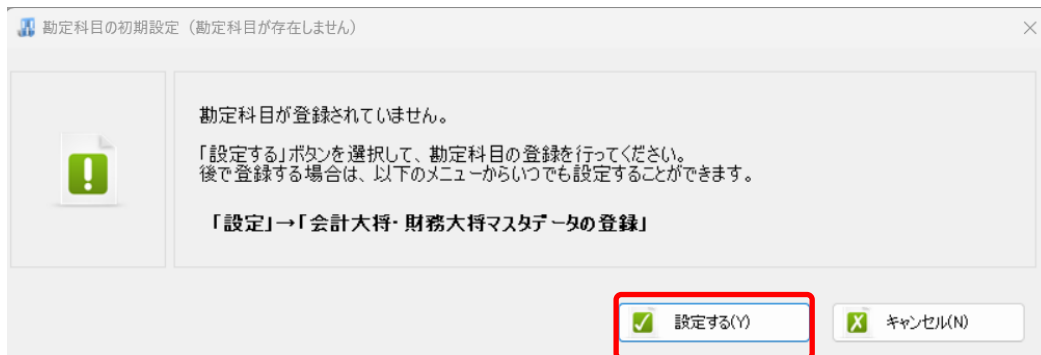 勘定科目の初期設定（勘定科目が存在しません）
勘定科目が登録されていません。
「設定する」ボタンを選択して、勘定科目の登録を行ってください。
後で登録する場合は、以下のメニューからいつでも設定することができます。
「設定」→「会計大将・財務大将マスタデータの登録」
設定する(Y)
キャンセル(N)